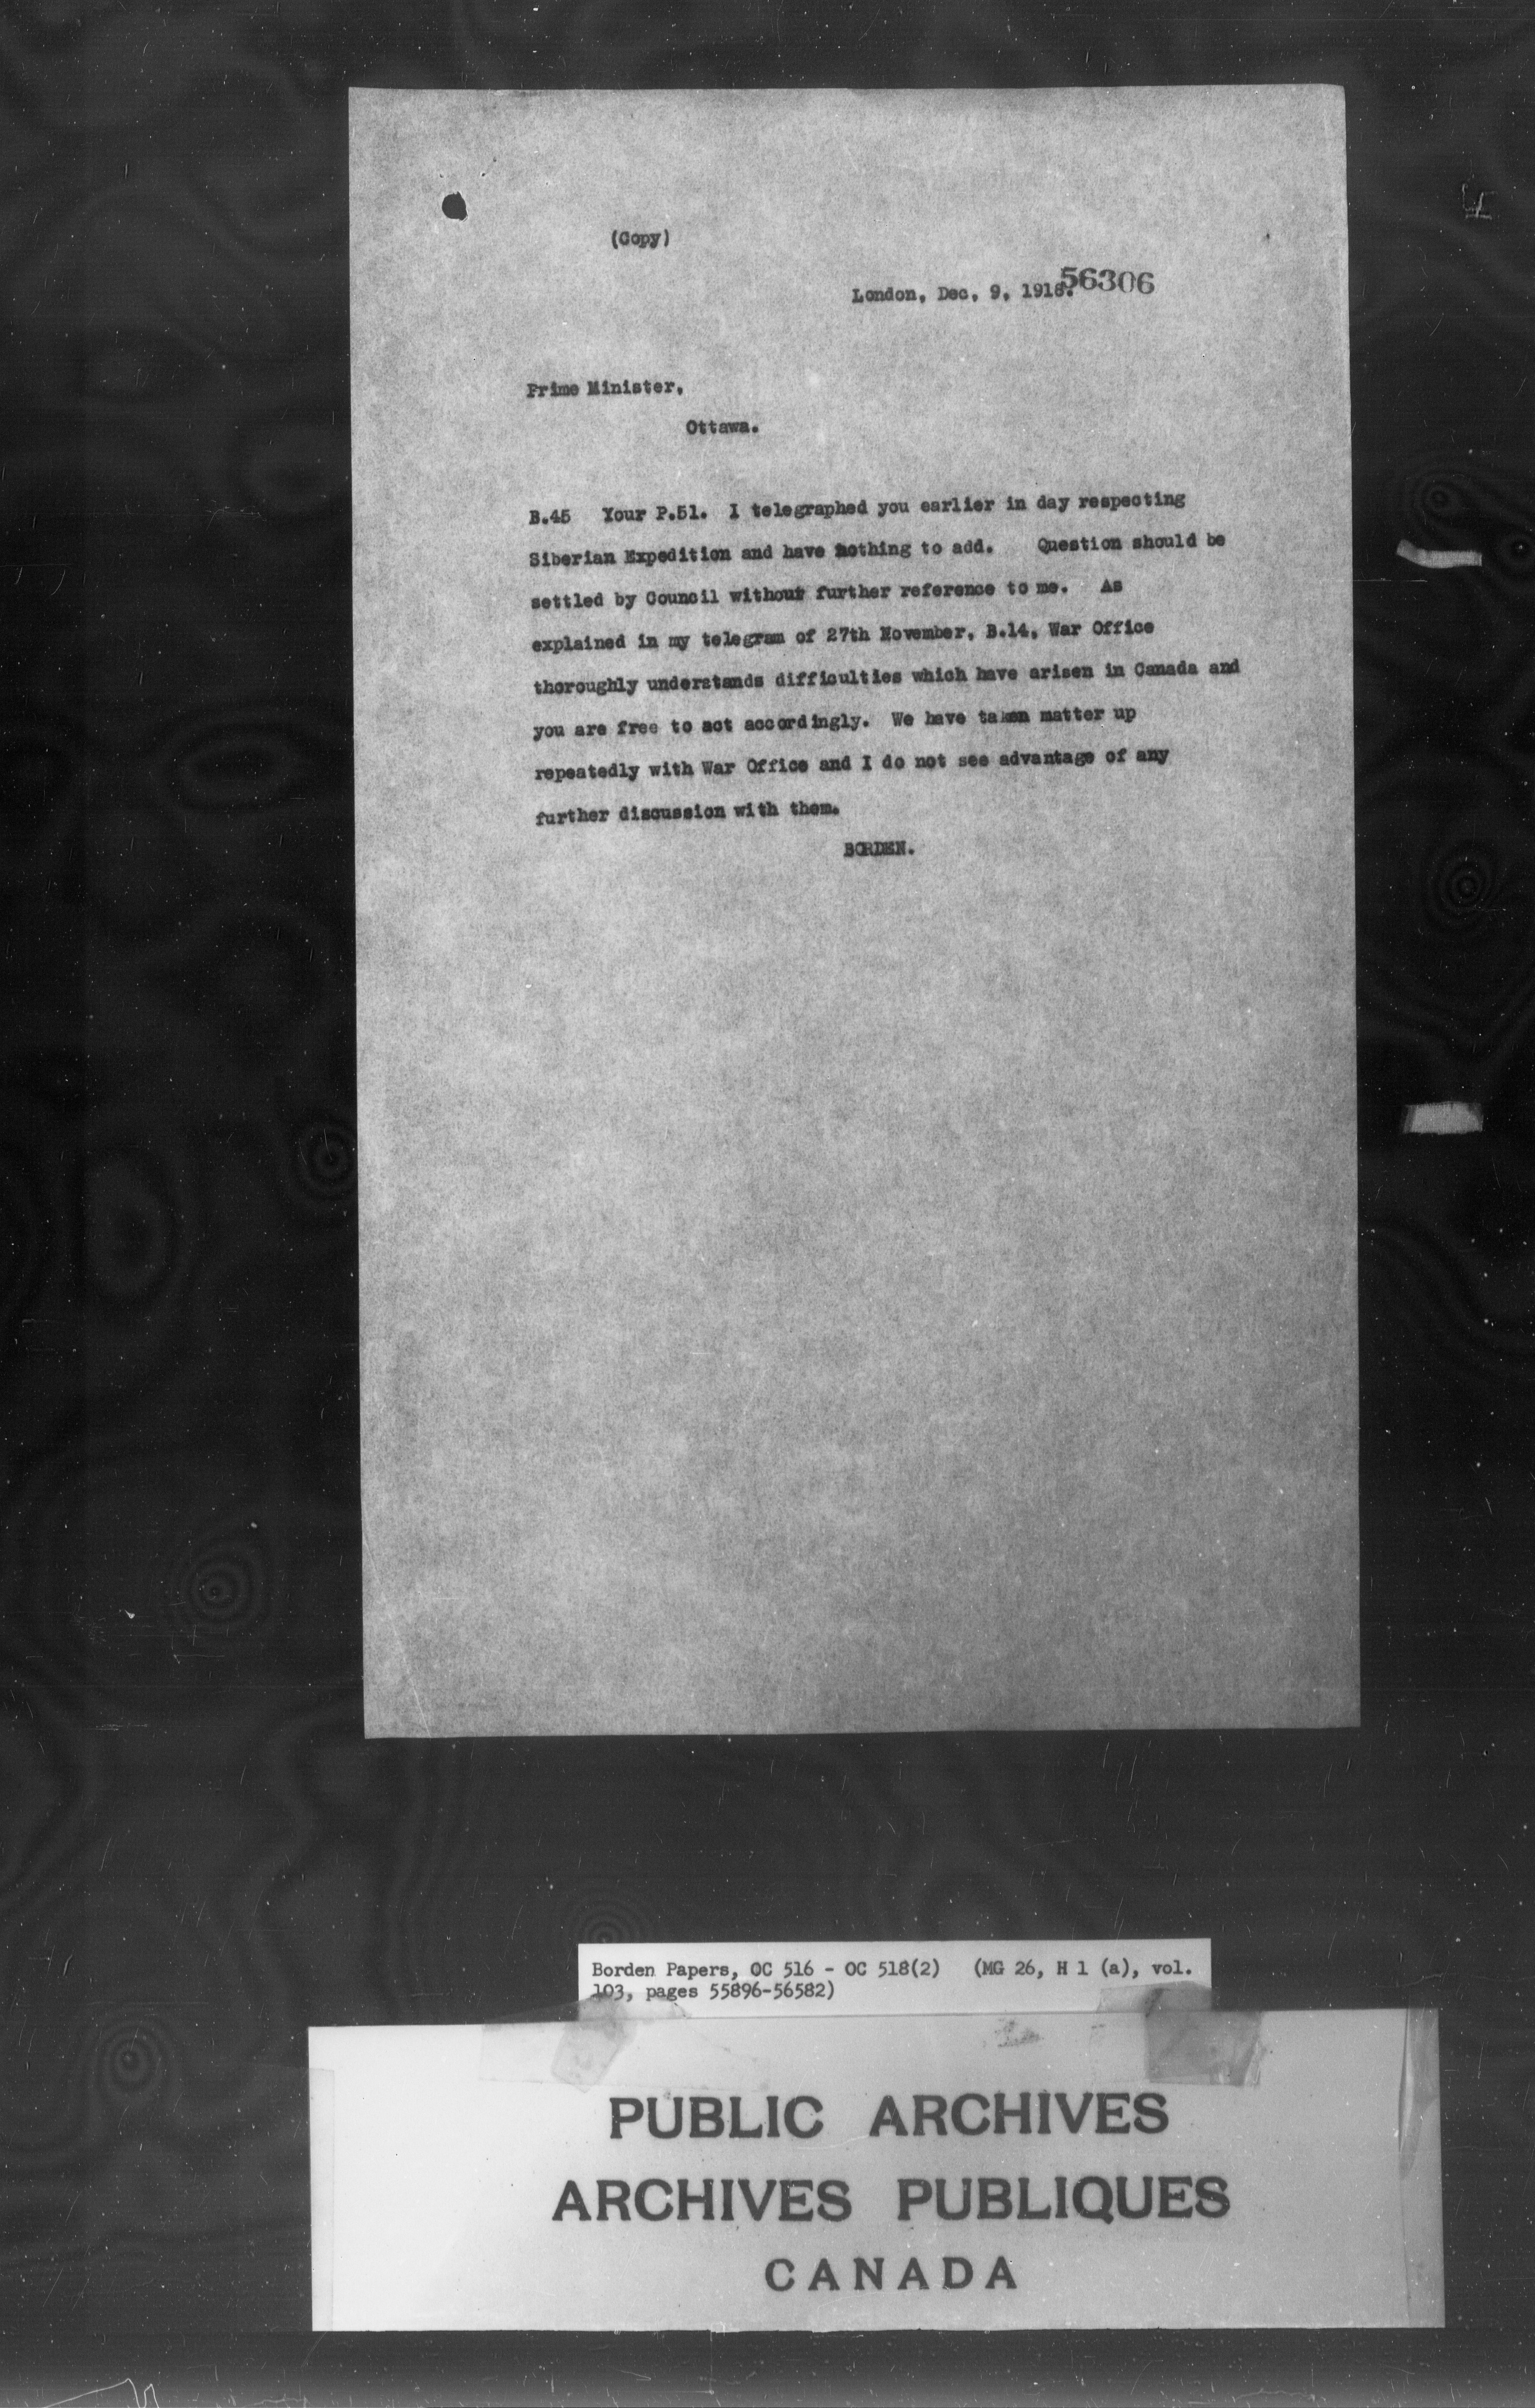 (Copy)
56306
London, Dec. 9, 1918.
Prime Minister,
Ottawa.
B.45 Your P.51. I telegraphed you earlier in day respecting
Siberian Expedition and have nothing to add. Question should be
settled by Council without further reference to me. As
explained in my telegram of 27th November, B.14, War Office
thoroughly understands difficulties which have arisen in Canada and
you are free to act accordingly. We have taken matter up
repeatedly with War Office and I do not see advantage of any
further discussion with them.
BORDEN.
Borden Papers, OC 516 - OC 518(2) (MG 26, H 1 (a), vol.
103, pages 55896-56582)
PUBLIC ARCHIVES
ARCHIVES PUBLIQUES
CANADA